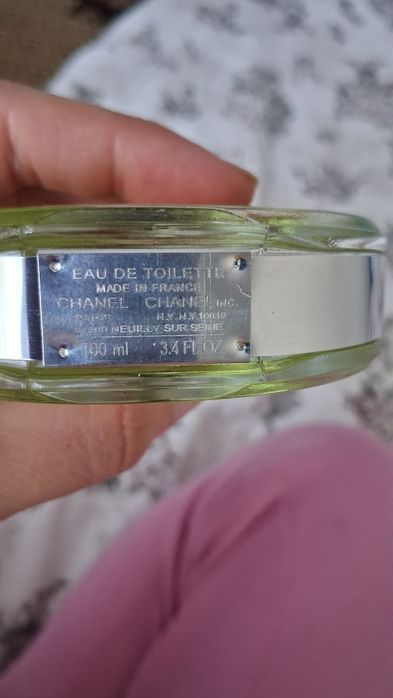 EAU DE TOILETTE
MADE IN FRANCE
CHANEL CHANEL INC.
PARIS N.Y. N.Y. 10019
NEUILLY SUR SEINE
100 ml 3.4 FL.OZ.